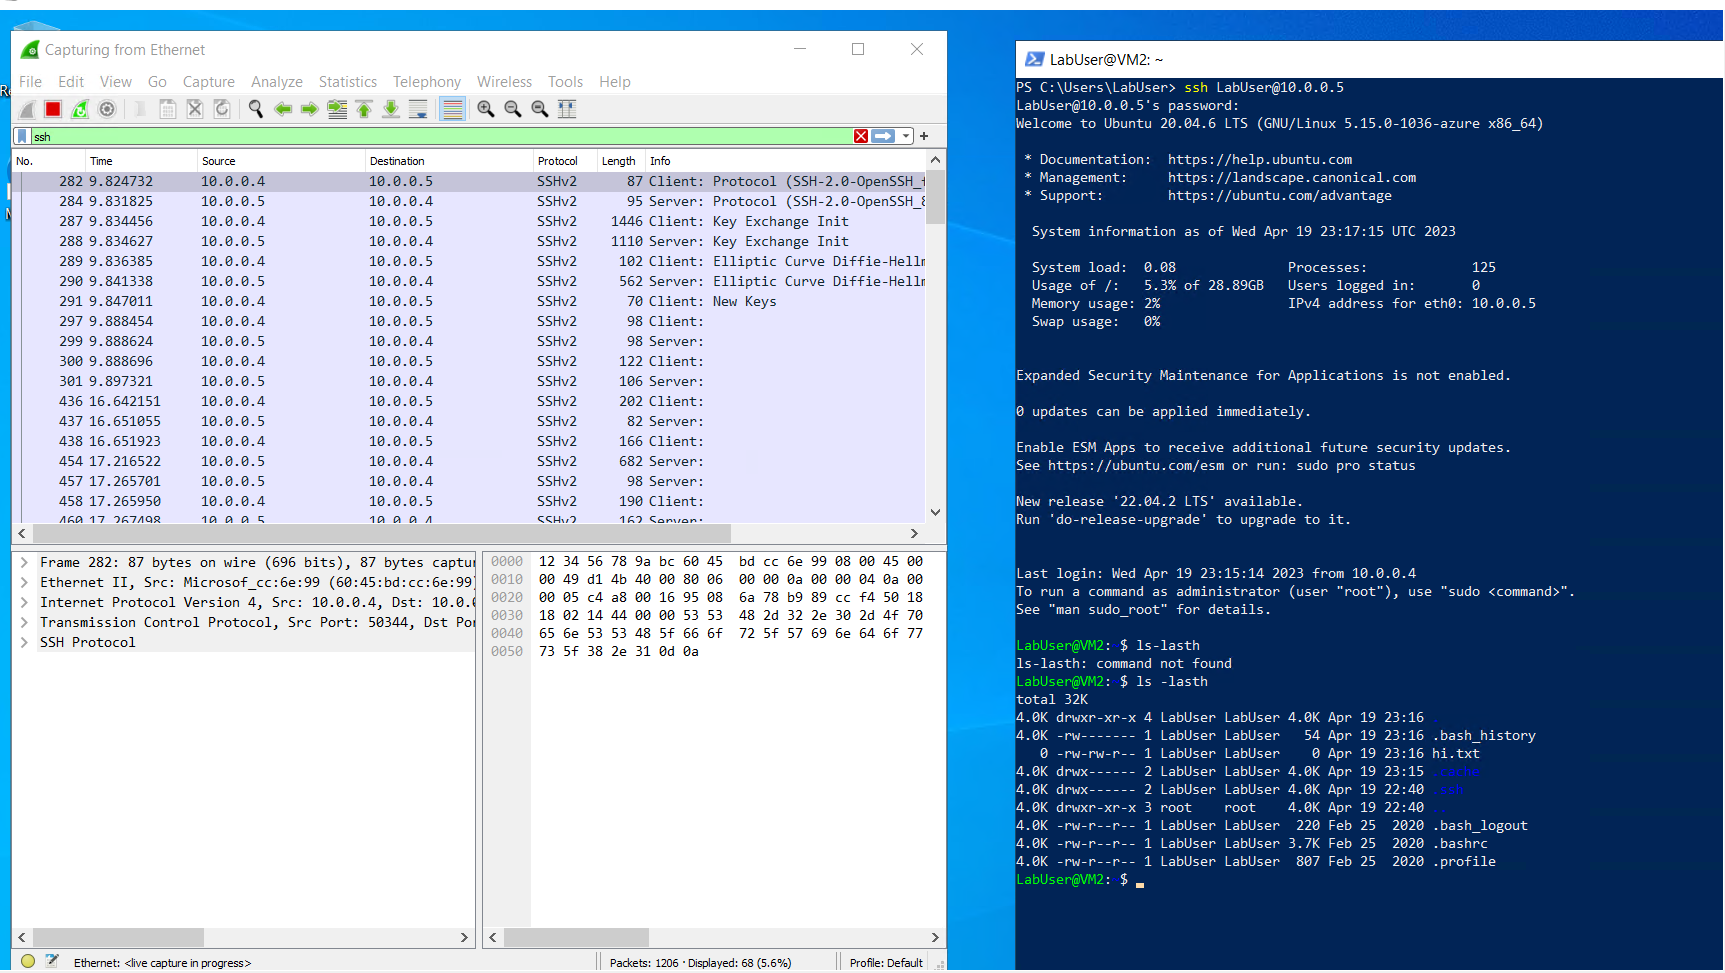 Capturing from Ethernet
File Edit View Go Capture Analyze Statistics Telephony Wireless Tools Help
ssh
No. Time Source Destination Protocol Length Info
282 9.824732 10.0.0.4 10.0.0.5 SSHv2 87 Client: Protocol (SSH-2.0-OpenSSH_f
284 9.831825 10.0.0.5 10.0.0.4 SSHv2 95 Server: Protocol (SSH-2.0-OpenSSH_8
287 9.834456 10.0.0.4 10.0.0.5 SSHv2 1446 Client: Key Exchange Init
288 9.834627 10.0.0.5 10.0.0.4 SSHv2 1110 Server: Key Exchange Init
289 9.836385 10.0.0.4 10.0.0.5 SSHv2 102 Client: Elliptic Curve Diffie-Hellm
290 9.841338 10.0.0.5 10.0.0.4 SSHv2 562 Server: Elliptic Curve Diffie-Hellm
291 9.847011 10.0.0.4 10.0.0.5 SSHv2 70 Client: New Keys
297 9.888454 10.0.0.4 10.0.0.5 SSHv2 98 Client:
299 9.888624 10.0.0.5 10.0.0.4 SSHv2 98 Server:
300 9.888696 10.0.0.4 10.0.0.5 SSHv2 122 Client:
301 9.897321 10.0.0.5 10.0.0.4 SSHv2 106 Server:
436 16.642151 10.0.0.4 10.0.0.5 SSHv2 202 Client:
437 16.651055 10.0.0.5 10.0.0.4 SSHv2 82 Server:
438 16.651923 10.0.0.4 10.0.0.5 SSHv2 166 Client:
454 17.216522 10.0.0.5 10.0.0.4 SSHv2 682 Server:
457 17.265701 10.0.0.5 10.0.0.4 SSHv2 98 Server:
458 17.265950 10.0.0.4 10.0.0.5 SSHv2 190 Client:
460 17.267498 10.0.0.5 10.0.0.4 SSHv2 162 Server:
Frame 282: 87 bytes on wire (696 bits), 87 bytes captu
Ethernet II, Src: Microsof_cc:6e:99 (60:45:bd:cc:6e:99)
Internet Protocol Version 4, Src: 10.0.0.4, Dst: 10.0.
Transmission Control Protocol, Src Port: 50344, Dst Po
SSH Protocol
0000 12 34 56 78 9a bc 60 45 bd cc 6e 99 08 00 45 00
0010 00 49 d1 4b 40 00 80 06 00 00 0a 00 00 04 0a 00
0020 00 05 c4 a8 00 16 95 08 6a 78 b9 89 cc f4 50 18
0030 18 02 14 44 00 00 53 53 48 2d 32 2e 30 2d 4f 70
0040 65 6e 53 53 48 5f 66 6f 72 5f 57 69 6e 64 6f 77
0050 73 5f 38 2e 31 0d 0a
Ethernet: <live capture in progress>
Packets: 1206 · Displayed: 68 (5.6%)
Profile: Default
LabUser@VM2: ~
PS C:\Users\LabUser> ssh LabUser@10.0.0.5
LabUser@10.0.0.5's password:
Welcome to Ubuntu 20.04.6 LTS (GNU/Linux 5.15.0-1036-azure x86_64)
* Documentation: https://help.ubuntu.com
* Management: https://landscape.canonical.com
* Support: https://ubuntu.com/advantage
System information as of Wed Apr 19 23:17:15 UTC 2023
System load: 0.08 Processes: 125
Usage of /: 5.3% of 28.89GB Users logged in: 0
Memory usage: 2% IPv4 address for eth0: 10.0.0.5
Swap usage: 0%
Expanded Security Maintenance for Applications is not enabled.
0 updates can be applied immediately.
Enable ESM Apps to receive additional future security updates.
See https://ubuntu.com/esm or run: sudo pro status
New release '22.04.2 LTS' available.
Run 'do-release-upgrade' to upgrade to it.
Last login: Wed Apr 19 23:15:14 2023 from 10.0.0.4
To run a command as administrator (user "root"), use "sudo <command>".
See "man sudo_root" for details.
LabUser@VM2:~$ ls-lasth
ls-lasth: command not found
LabUser@VM2:~$ ls -lasth
total 32K
4.0K drwxr-xr-x 4 LabUser LabUser 4.0K Apr 19 23:16 .
4.0K -rw------- 1 LabUser LabUser 54 Apr 19 23:16 .bash_history
0 -rw-rw-r-- 1 LabUser LabUser 0 Apr 19 23:16 hi.txt
4.0K drwx------ 2 LabUser LabUser 4.0K Apr 19 23:15 .cache
4.0K drwx------ 2 LabUser LabUser 4.0K Apr 19 22:40 .ssh
4.0K drwxr-xr-x 3 root root 4.0K Apr 19 22:40 ..
4.0K -rw-r--r-- 1 LabUser LabUser 220 Feb 25 2020 .bash_logout
4.0K -rw-r--r-- 1 LabUser LabUser 3.7K Feb 25 2020 .bashrc
4.0K -rw-r--r-- 1 LabUser LabUser 807 Feb 25 2020 .profile
LabUser@VM2:~$